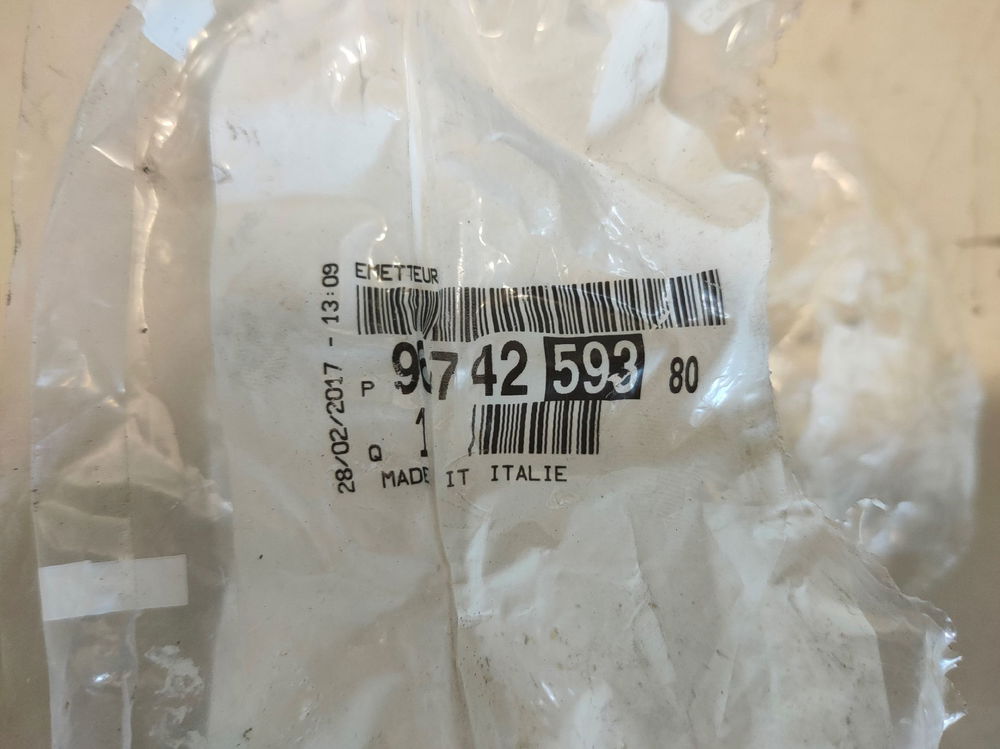 EMETTEUR
28/02/2017 - 13:09
P 9 7 42 593 80
Q 1
MADE IT ITALIE